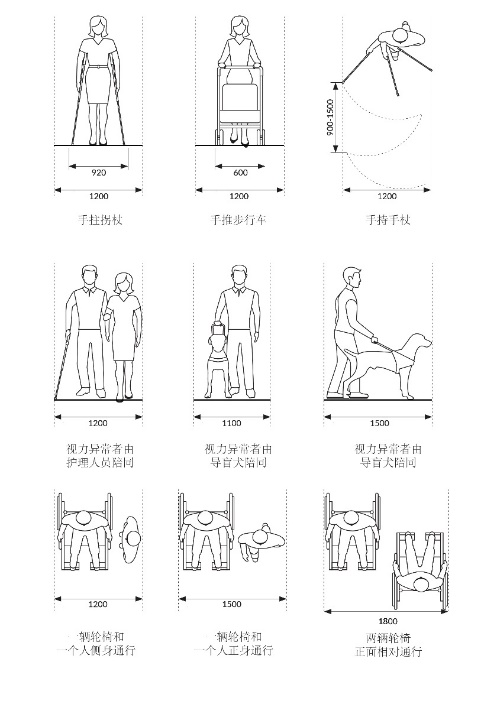 920
600
900-1500
1200
1200
1200
手拄拐杖
手推步行车
手持手杖
1200
1100
1500
视力异常者由
护理人员陪同
视力异常者由
导盲犬陪同
视力异常者由
导盲犬陪同
1200
1500
1800
一辆轮椅和
一个人侧身通行
一辆轮椅和
一个人正身通行
两辆轮椅
正面相对通行